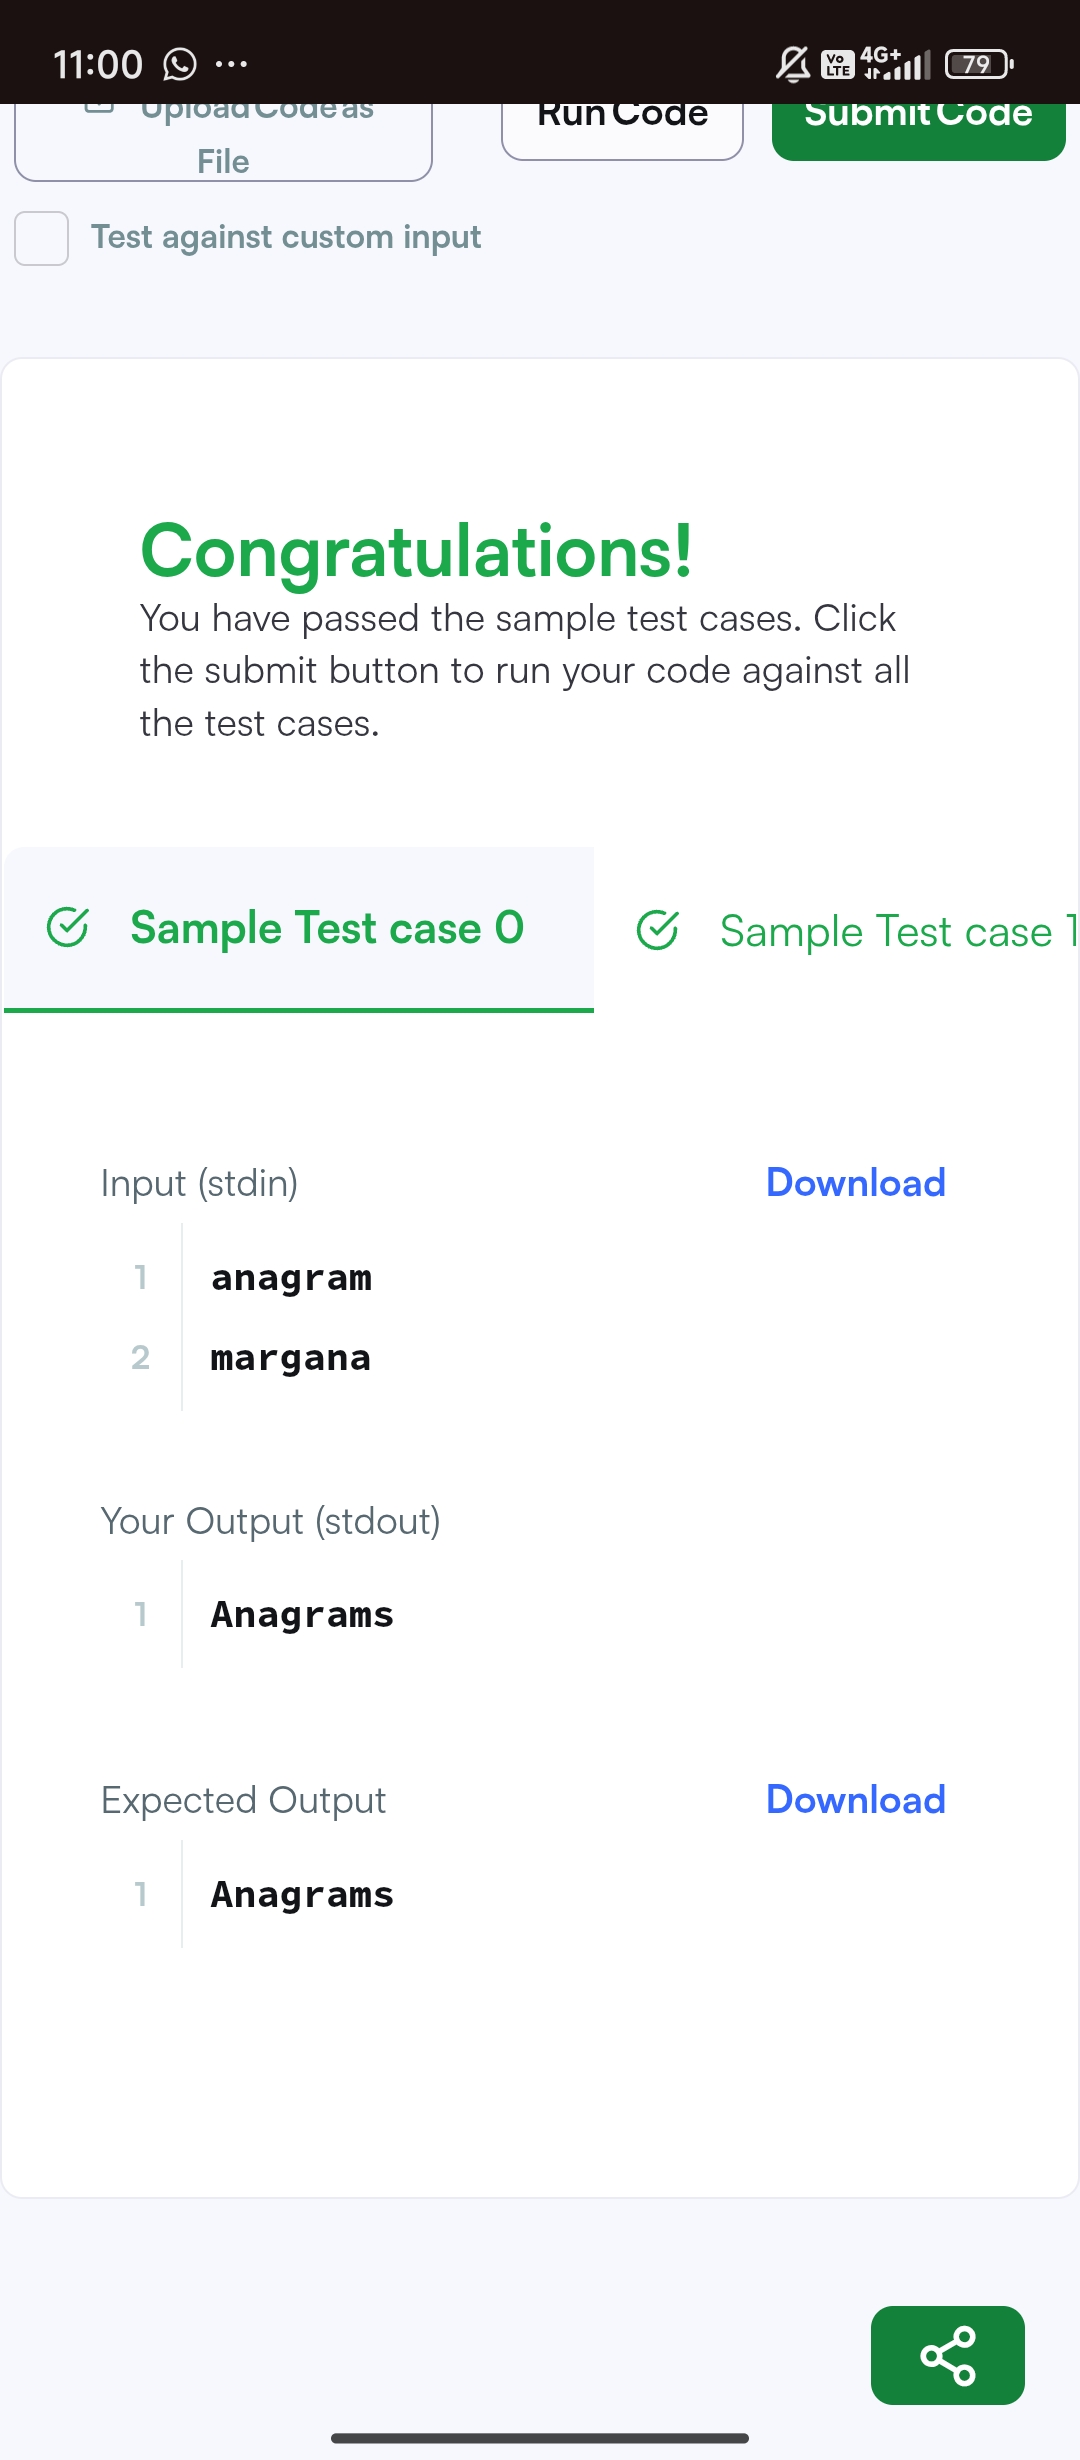 11:00
Vo LTE 4G+ 79
Upload Code as
File
Run Code
Submit Code
Test against custom input
Congratulations!
You have passed the sample test cases. Click
the submit button to run your code against all
the test cases.
Sample Test case 0
Sample Test case 1
Input (stdin)
Download
1 anagram
2 margana
Your Output (stdout)
1 Anagrams
Expected Output
Download
1 Anagrams